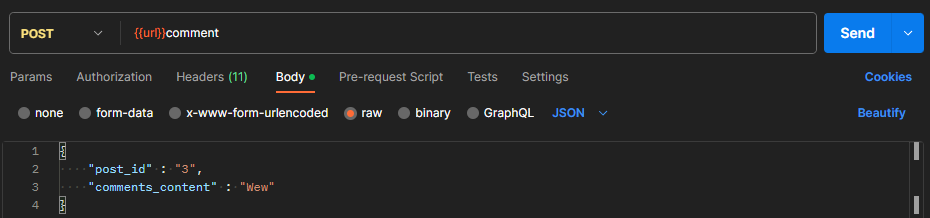 POST {{url}}comment Send
Params Authorization Headers (11) Body Pre-request Script Tests Settings Cookies
none form-data x-www-form-urlencoded raw binary GraphQL JSON Beautify
1 {
2 "post_id" : "3",
3 "comments_content" : "Wew"
4 }